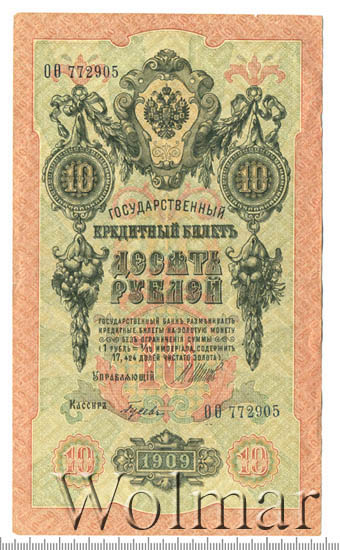 ОѲ 772905
10
10
ГОСУДАРСТВЕННЫЙ
КРЕДИТНЫЙ БИЛЕТЪ
ДЕСЯТЬ
РУБЛЕЙ
ГОСУДАРСТВЕННЫЙ БАНКЪ РАЗМѢНИВАЕТЪ
КРЕДИТНЫЕ БИЛЕТЫ НА ЗОЛОТУЮ МОНЕТУ
БЕЗЪ ОГРАНИЧЕНІЯ СУММЫ
(1 РУБЛЬ = 1/15 ИМПЕРІАЛА, СОДЕРЖИТЪ
17,424 ДОЛЕЙ ЧИСТАГО ЗОЛОТА).
УПРАВЛЯЮЩІЙ
10
Кассиръ
ОѲ 772905
10
1909
10
Wolmar